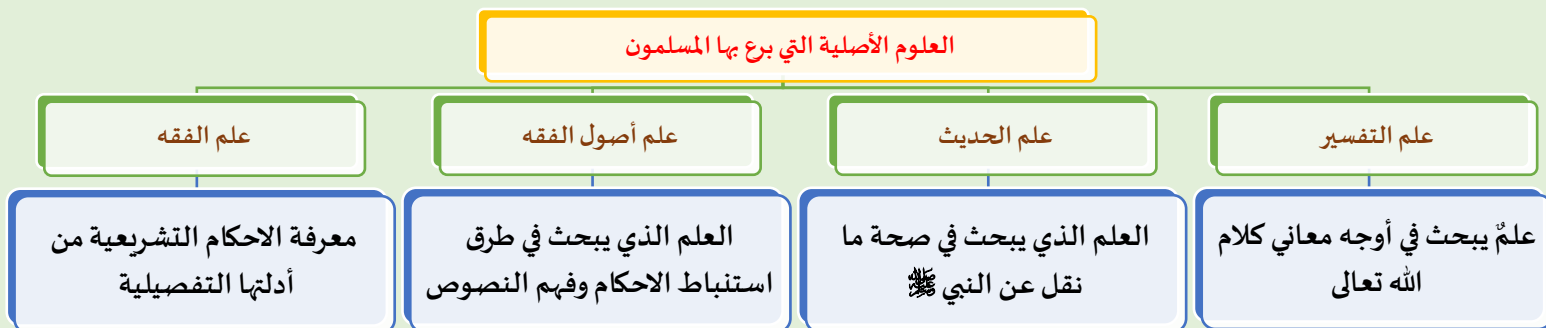 العلوم الأصلية التي برع بها المسلمون
علم التفسير
علم الحديث
علم أصول الفقه
علم الفقه
علمٌ يبحث في أوجه معاني كلام
الله تعالى
العلم الذي يبحث في صحة ما
نقل عن النبي ﷺ
العلم الذي يبحث في طرق
استنباط الاحكام وفهم النصوص
معرفة الاحكام التشريعية من
أدلتها التفصيلية